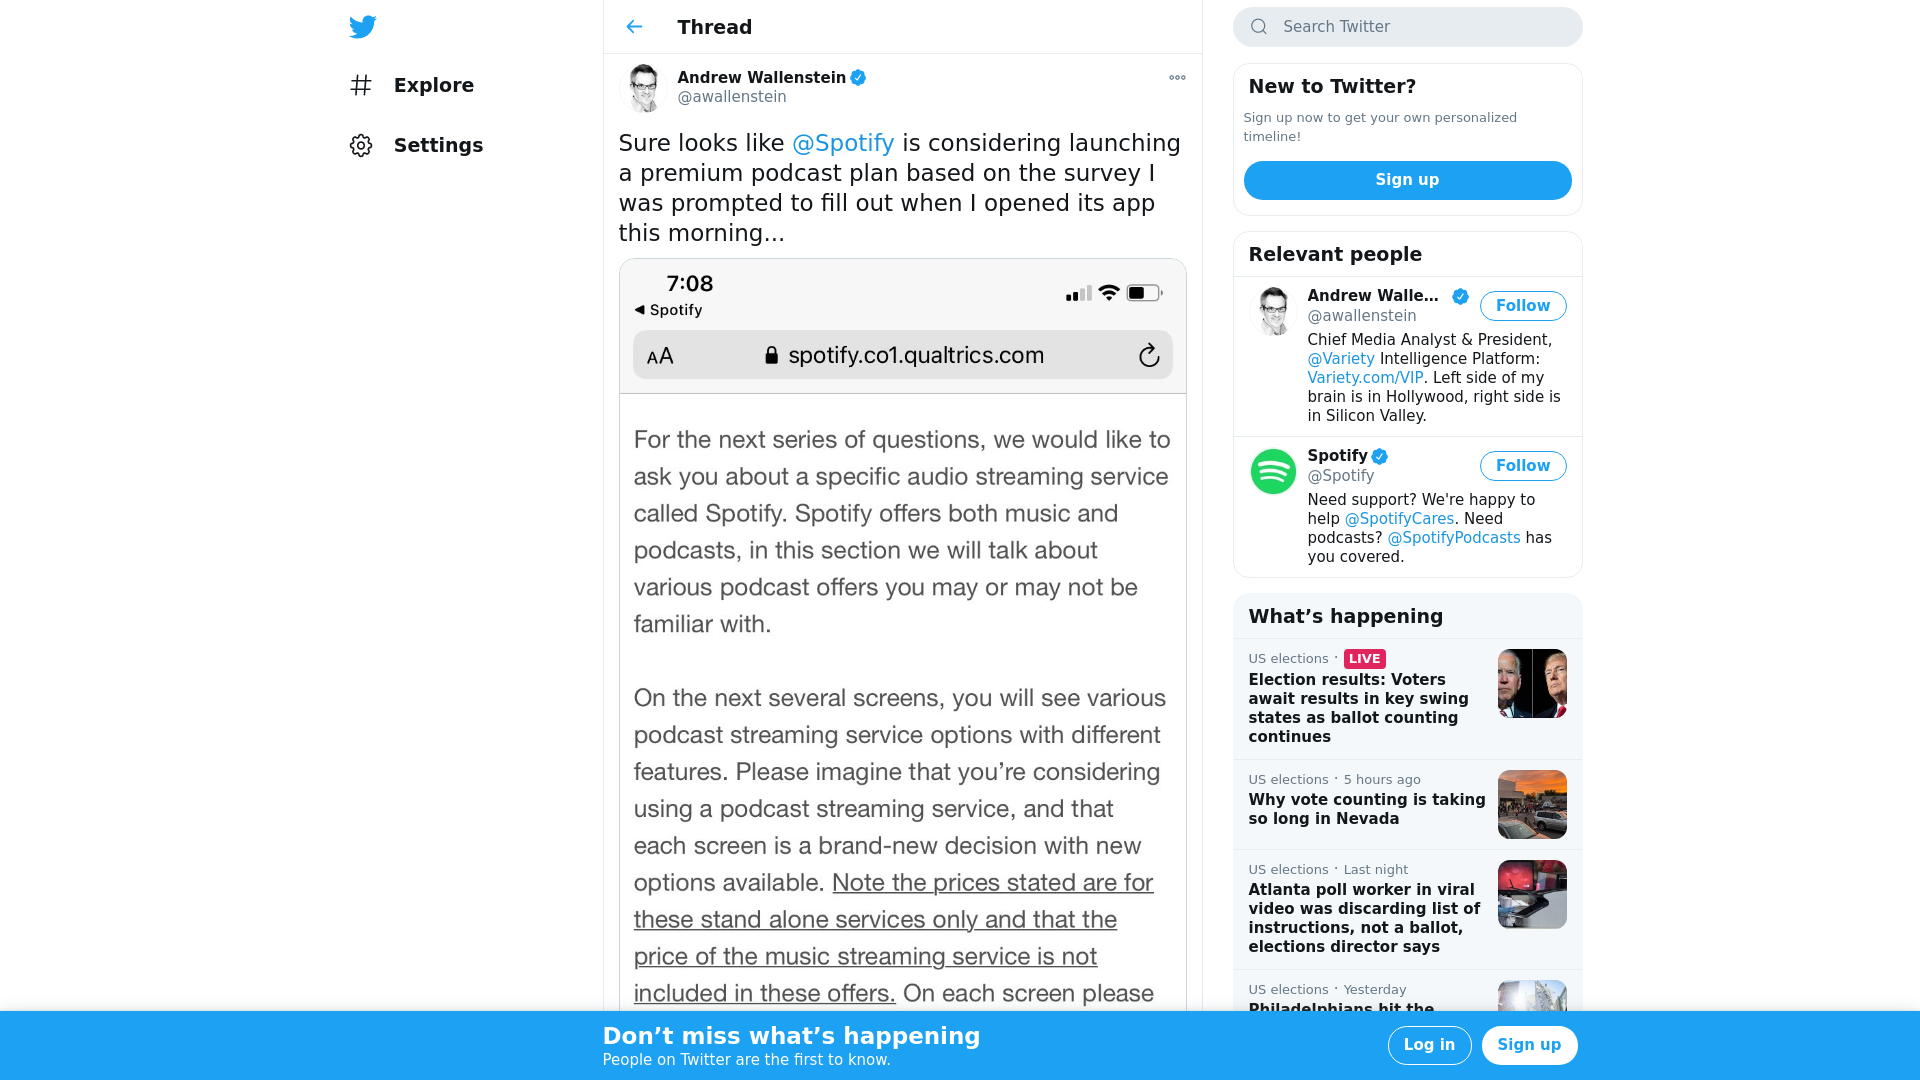 Explore
Settings
Thread
Andrew Wallenstein
@awallenstein
Sure looks like @Spotify is considering launching
a premium podcast plan based on the survey I
was prompted to fill out when I opened its app
this morning...
7:08
Spotify
AA
spotify.co1.qualtrics.com
For the next series of questions, we would like to
ask you about a specific audio streaming service
called Spotify. Spotify offers both music and
podcasts, in this section we will talk about
various podcast offers you may or may not be
familiar with.
On the next several screens, you will see various
podcast streaming service options with different
features. Please imagine that you’re considering
using a podcast streaming service, and that
each screen is a brand-new decision with new
options available. Note the prices stated are for
these stand alone services only and that the
price of the music streaming service is not
included in these offers. On each screen please
Search Twitter
New to Twitter?
Sign up now to get your own personalized
timeline!
Sign up
Relevant people
Andrew Walle...
@awallenstein
Follow
Chief Media Analyst & President,
@Variety Intelligence Platform:
Variety.com/VIP. Left side of my
brain is in Hollywood, right side is
in Silicon Valley.
Spotify
@Spotify
Follow
Need support? We're happy to
help @SpotifyCares. Need
podcasts? @SpotifyPodcasts has
you covered.
What’s happening
US elections · LIVE
Election results: Voters
await results in key swing
states as ballot counting
continues
US elections · 5 hours ago
Why vote counting is taking
so long in Nevada
US elections · Last night
Atlanta poll worker in viral
video was discarding list of
instructions, not a ballot,
elections director says
US elections · Yesterday
Philadelphians hit the
Don’t miss what’s happening
People on Twitter are the first to know.
Log in
Sign up